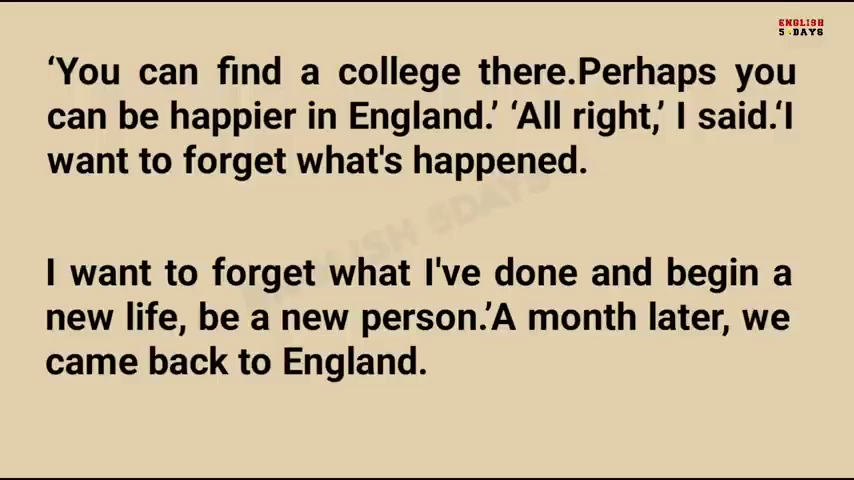 ENGLISH
5 DAYS
‘You can find a college there.Perhaps you
can be happier in England.’ ‘All right,’ I said.‘I
want to forget what's happened.
ENGLISH 5DAYS
I want to forget what I've done and begin a
new life, be a new person.’A month later, we
came back to England.